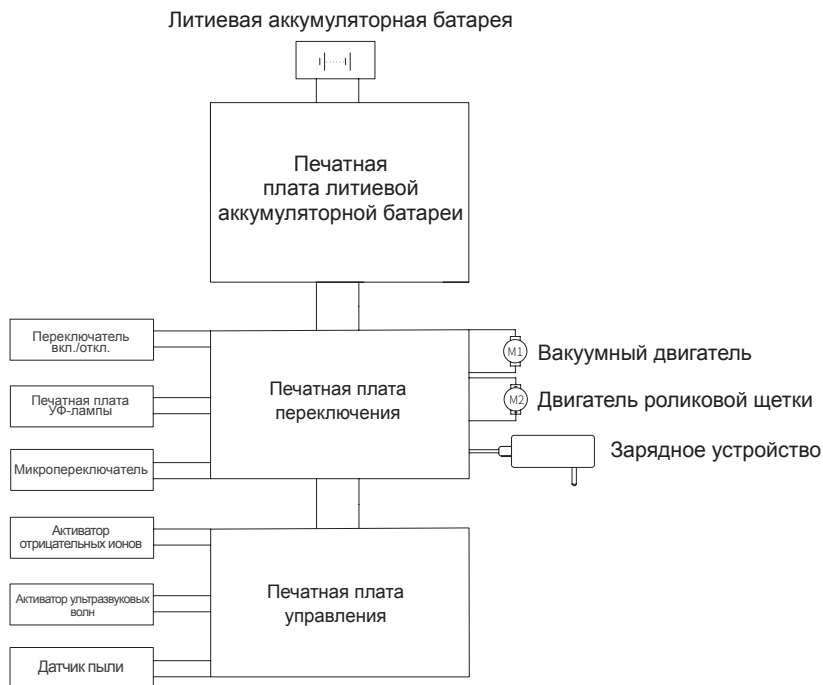 Литиевая аккумуляторная батарея
Печатная
плата литиевой
аккумуляторной батареи
Переключатель
вкл./откл.
Печатная плата
УФ-лампы
Микропереключатель
Печатная плата
переключения
M1
Вакуумный двигатель
M2
Двигатель роликовой щетки
Зарядное устройство
Активатор
отрицательных ионов
Активатор ультразвуковых
волн
Датчик пыли
Печатная плата
управления